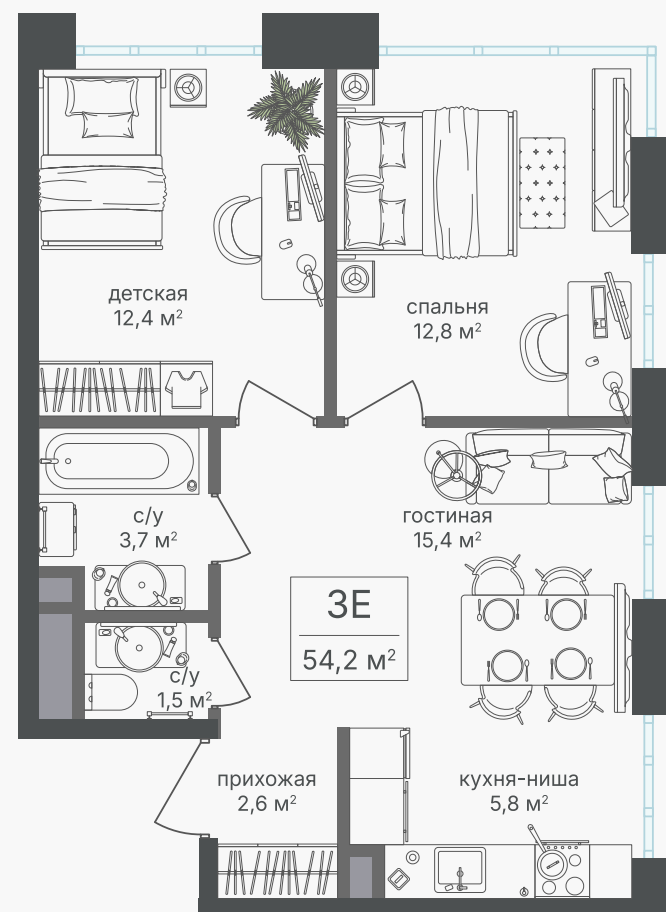 детская
12,4 м²
спальня
12,8 м²
с/у
3,7 м²
гостиная
15,4 м²
3Е
54,2 м²
с/у
1,5 м²
прихожая
2,6 м²
кухня-ниша
5,8 м²